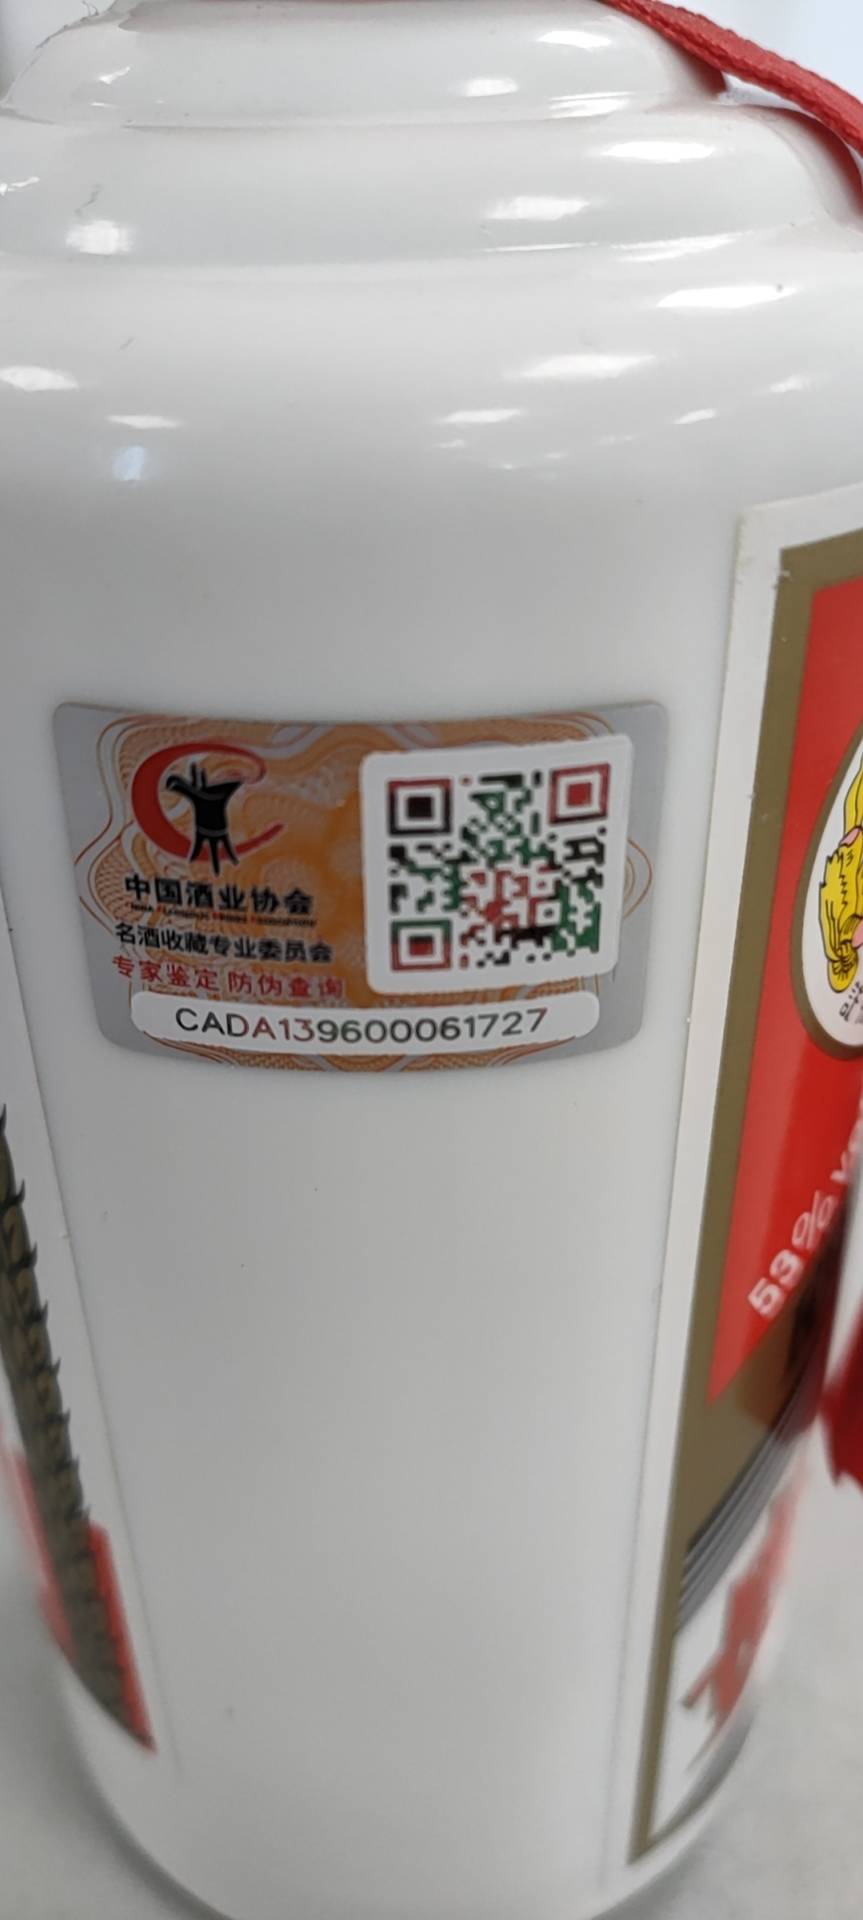 中国酒业协会
名酒收藏专业委员会
专家鉴定 防伪查询
CADA139600061727
53%